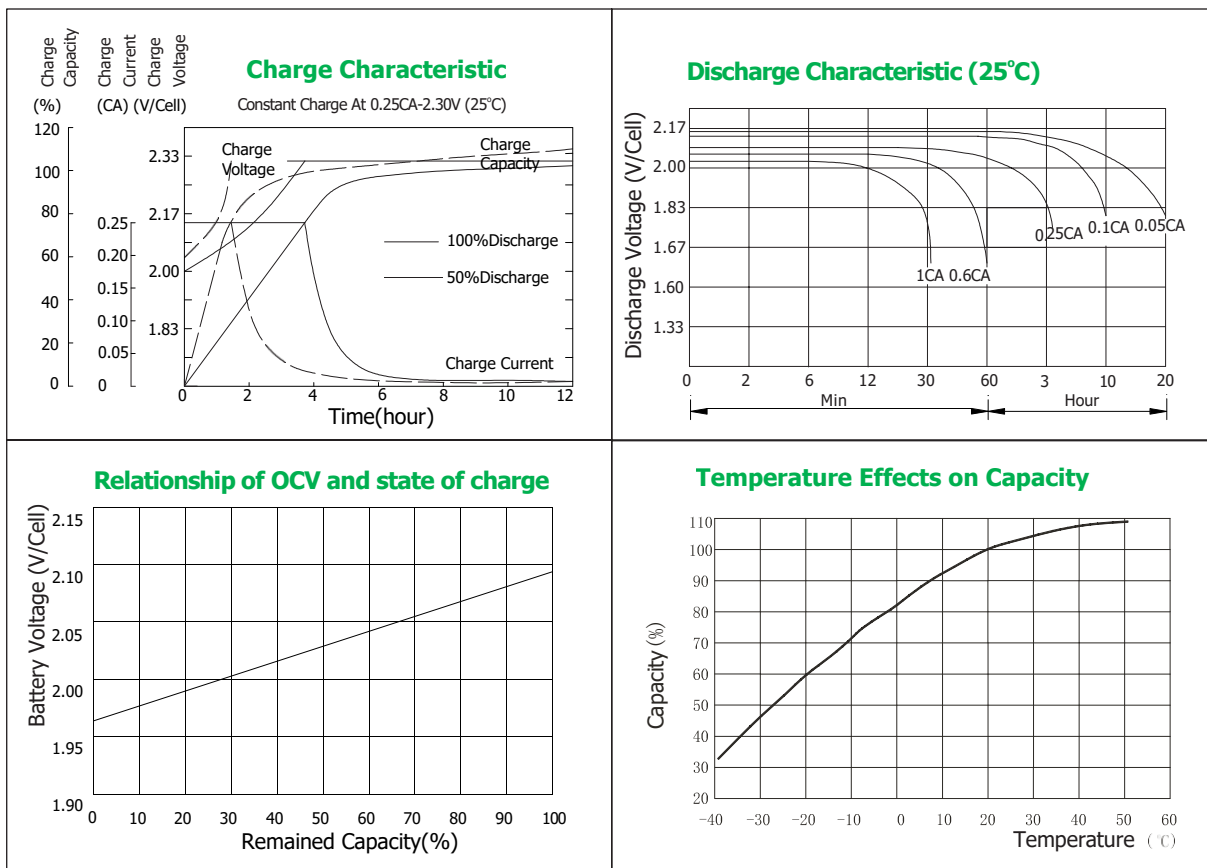 Charge Capacity
Charge Current
Charge Voltage
(%) (CA) (V/Cell)
Charge Characteristic
Constant Charge At 0.25CA-2.30V (25°C)
120
100
80
60
40
20
0
0.25
0.20
0.15
0.10
0.05
0
2.33
2.17
2.00
1.83
Charge Voltage
Charge Capacity
100%Discharge
50%Discharge
Charge Current
0 2 4 6 8 10 12
Time(hour)
Discharge Characteristic (25°C)
Discharge Voltage (V/Cell)
2.17
2.00
1.83
1.67
1.60
1.33
1CA 0.6CA
0.25CA
0.1CA
0.05CA
0 2 6 12 30 60 3 10 20
Min
Hour
Relationship of OCV and state of charge
Battery Voltage (V/Cell)
2.15
2.10
2.05
2.00
1.95
1.90
0 10 20 30 40 50 60 70 80 90 100
Remained Capacity(%)
Temperature Effects on Capacity
Capacity (%)
110
100
90
80
70
60
50
40
30
20
-40 -30 -20 -10 0 10 20 30 40 50 60
Temperature (℃)